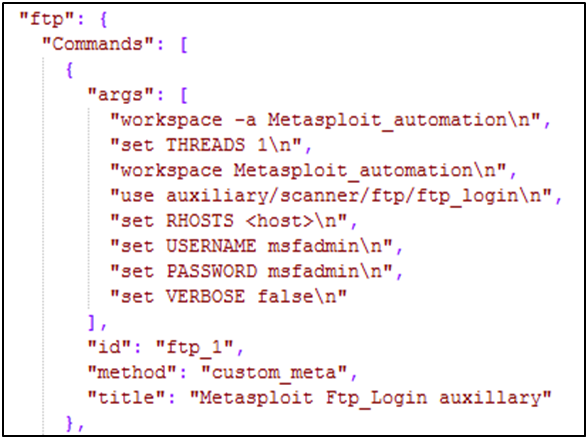 "ftp": {
"Commands": [
{
"args": [
"workspace -a Metasploit_automation\n",
"set THREADS 1\n",
"workspace Metasploit_automation\n",
"use auxiliary/scanner/ftp/ftp_login\n",
"set RHOSTS <host>\n",
"set USERNAME msfadmin\n",
"set PASSWORD msfadmin\n",
"set VERBOSE false\n"
],
"id": "ftp_1",
"method": "custom_meta",
"title": "Metasploit Ftp_Login auxillary"
},